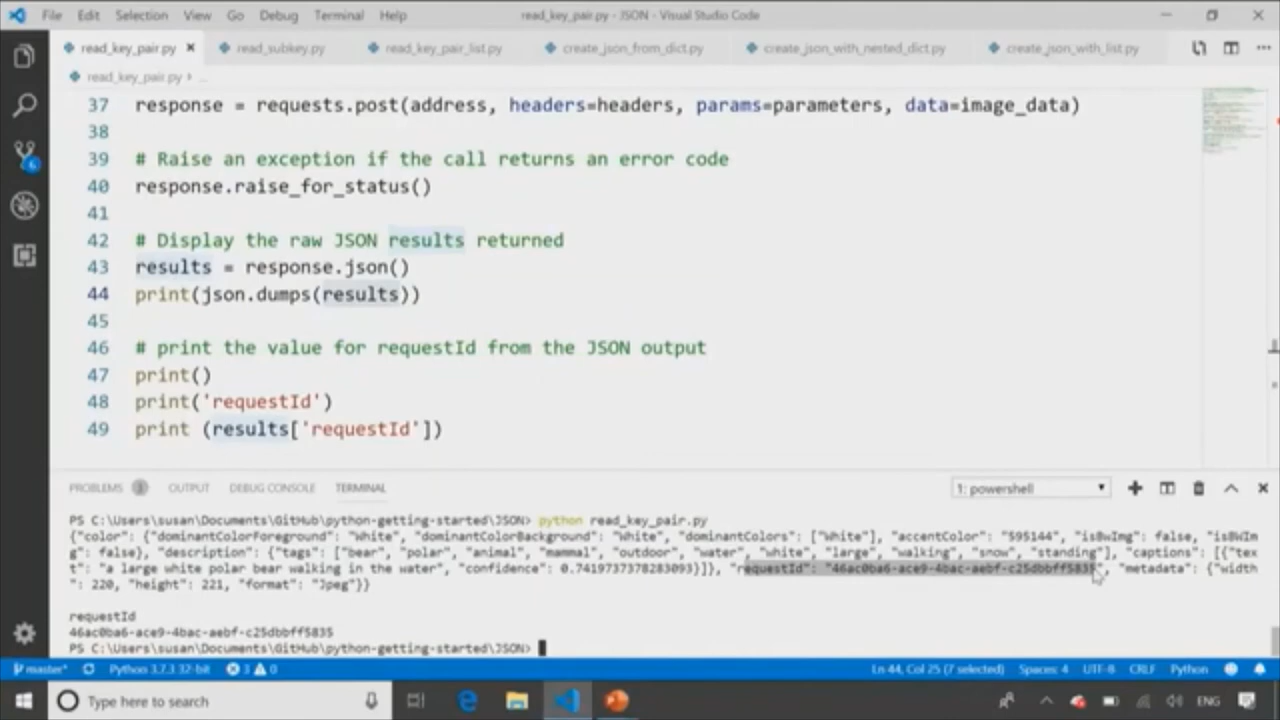 File Edit Selection View Go Debug Terminal Help read_key_pair.py - JSON - Visual Studio Code
read_key_pair.py read_subkey.py read_key_pair_list.py create_json_from_dict.py create_json_with_nested_dict.py create_json_with_list.py
read_key_pair.py > ...
37 response = requests.post(address, headers=headers, params=parameters, data=image_data)
38
39 # Raise an exception if the call returns an error code
40 response.raise_for_status()
41
42 # Display the raw JSON results returned
43 results = response.json()
44 print(json.dumps(results))
45
46 # print the value for requestId from the JSON output
47 print()
48 print('requestId')
49 print (results['requestId'])
PROBLEMS 3 OUTPUT DEBUG CONSOLE TERMINAL 1: powershell
PS C:\Users\susan\Documents\GitHub\python-getting-started\JSON> python read_key_pair.py
{"color": {"dominantColorForeground": "White", "dominantColorBackground": "White", "dominantColors": ["White"], "accentColor": "595144", "isBwImg": false, "isBWIm
g": false}, "description": {"tags": ["bear", "polar", "animal", "mammal", "outdoor", "water", "white", "large", "walking", "snow", "standing"], "captions": [{"tex
t": "a large white polar bear walking in the water", "confidence": 0.7419737378283093}]}, "requestId": "46ac0ba6-ace9-4bac-aebf-c25dbbff5835", "metadata": {"width
": 220, "height": 221, "format": "Jpeg"}}
requestId
46ac0ba6-ace9-4bac-aebf-c25dbbff5835
PS C:\Users\susan\Documents\GitHub\python-getting-started\JSON>
master* Python 3.7.3 32-bit 3 0 Ln 44, Col 25 (7 selected) Spaces: 4 UTF-8 CRLF Python
Type here to search ENG